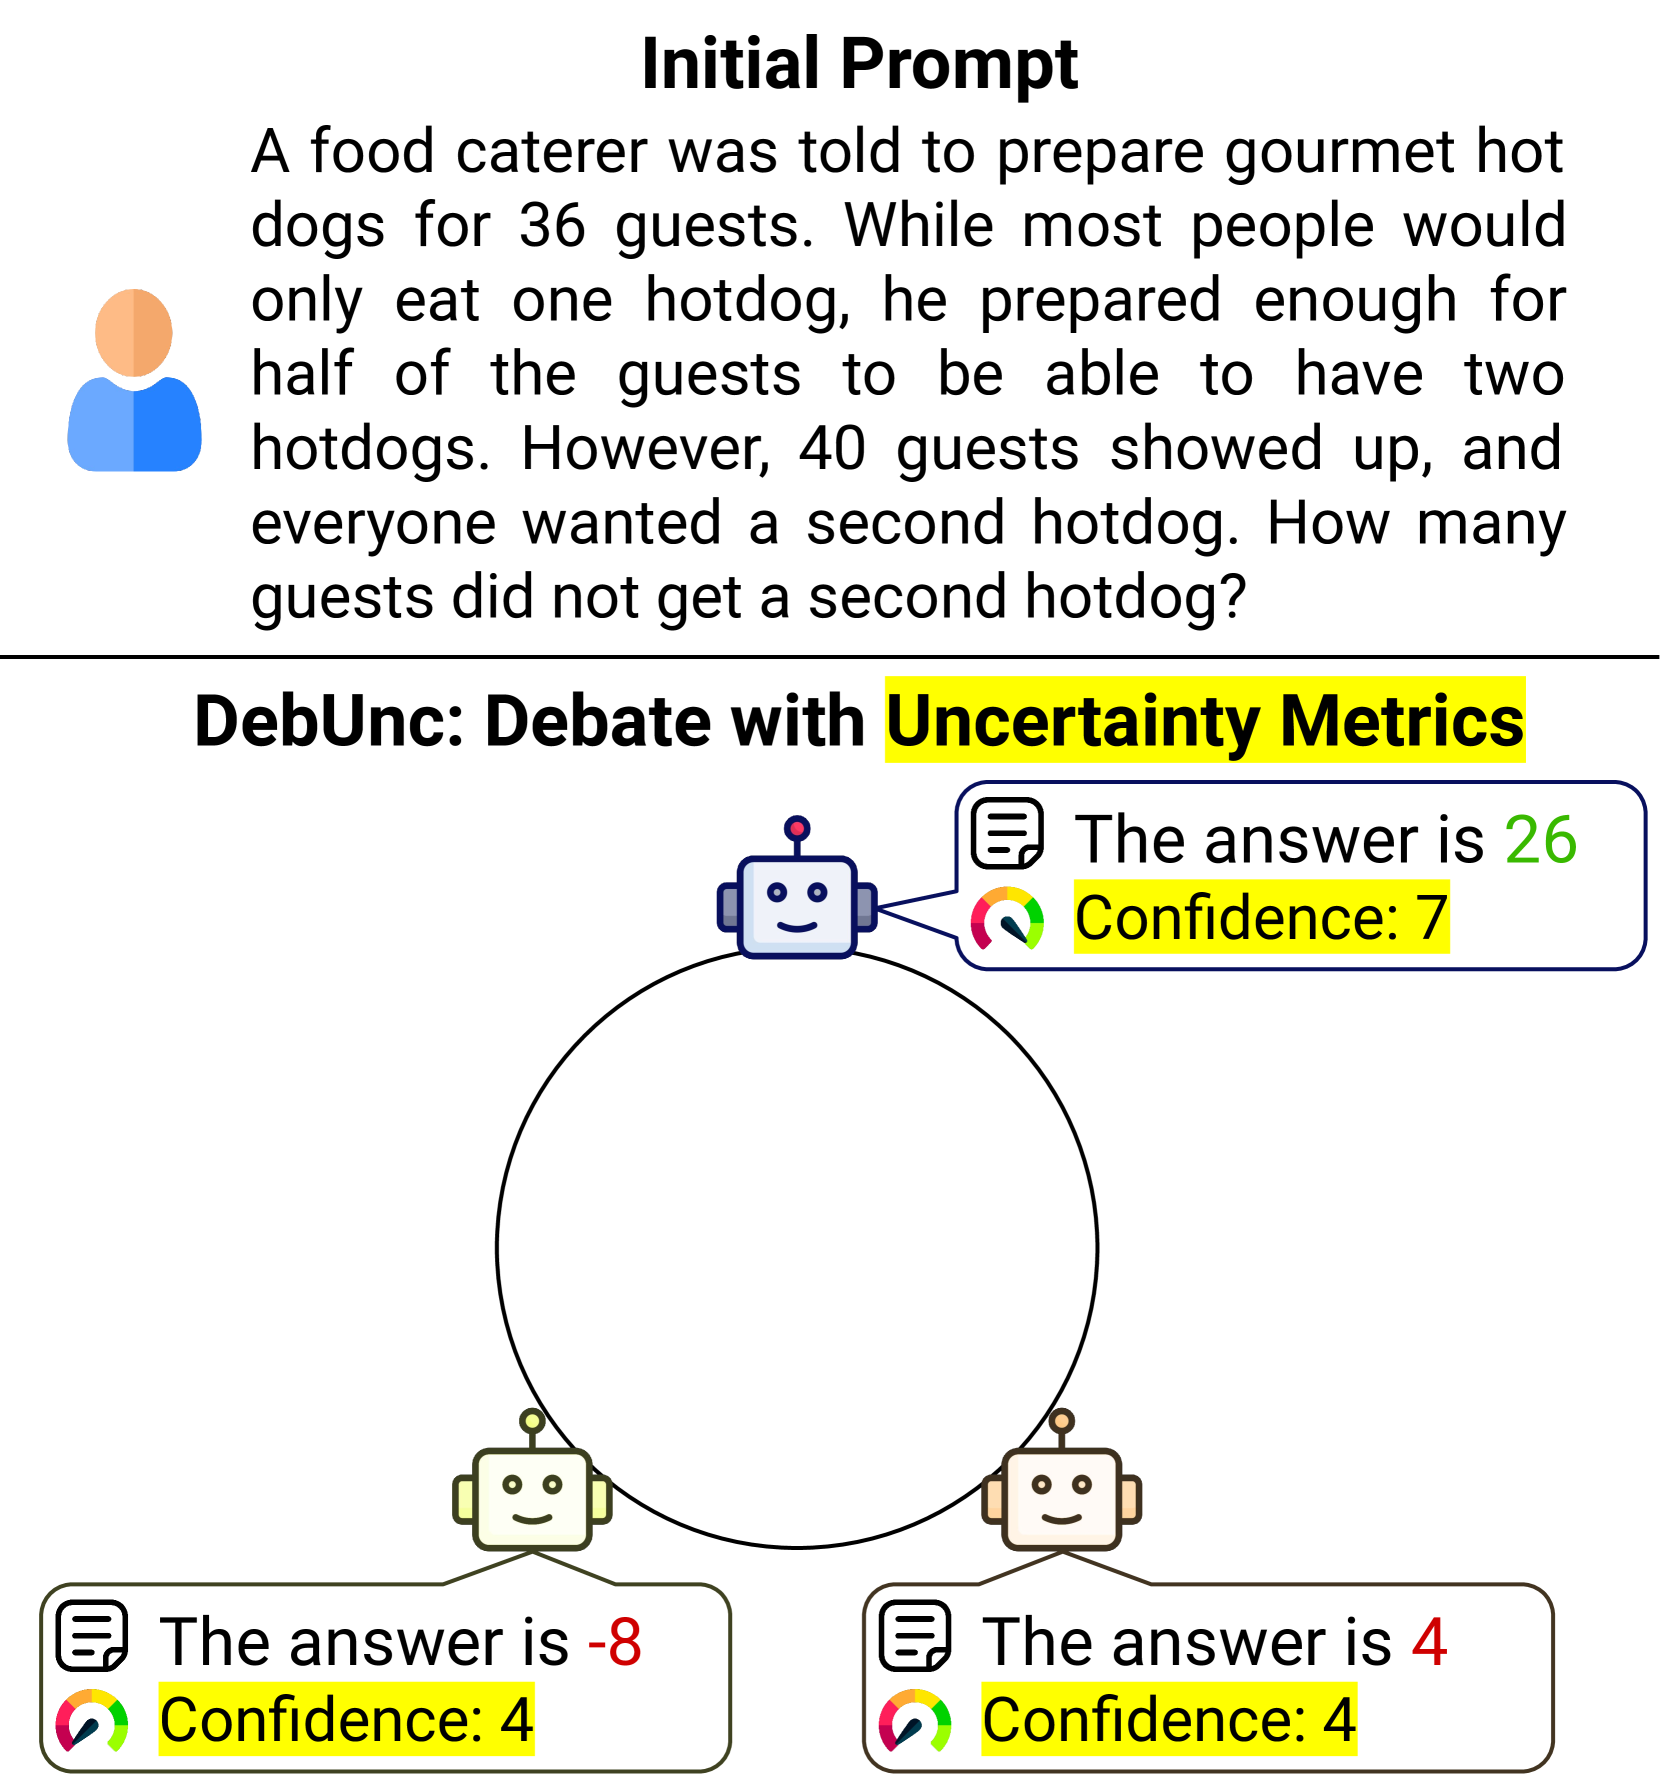 Initial Prompt
A food caterer was told to prepare gourmet hot
dogs for 36 guests. While most people would
only eat one hotdog, he prepared enough for
half of the guests to be able to have two
hotdogs. However, 40 guests showed up, and
everyone wanted a second hotdog. How many
guests did not get a second hotdog?
DebUnc: Debate with Uncertainty Metrics
The answer is 26
Confidence: 7
The answer is -8
Confidence: 4
The answer is 4
Confidence: 4